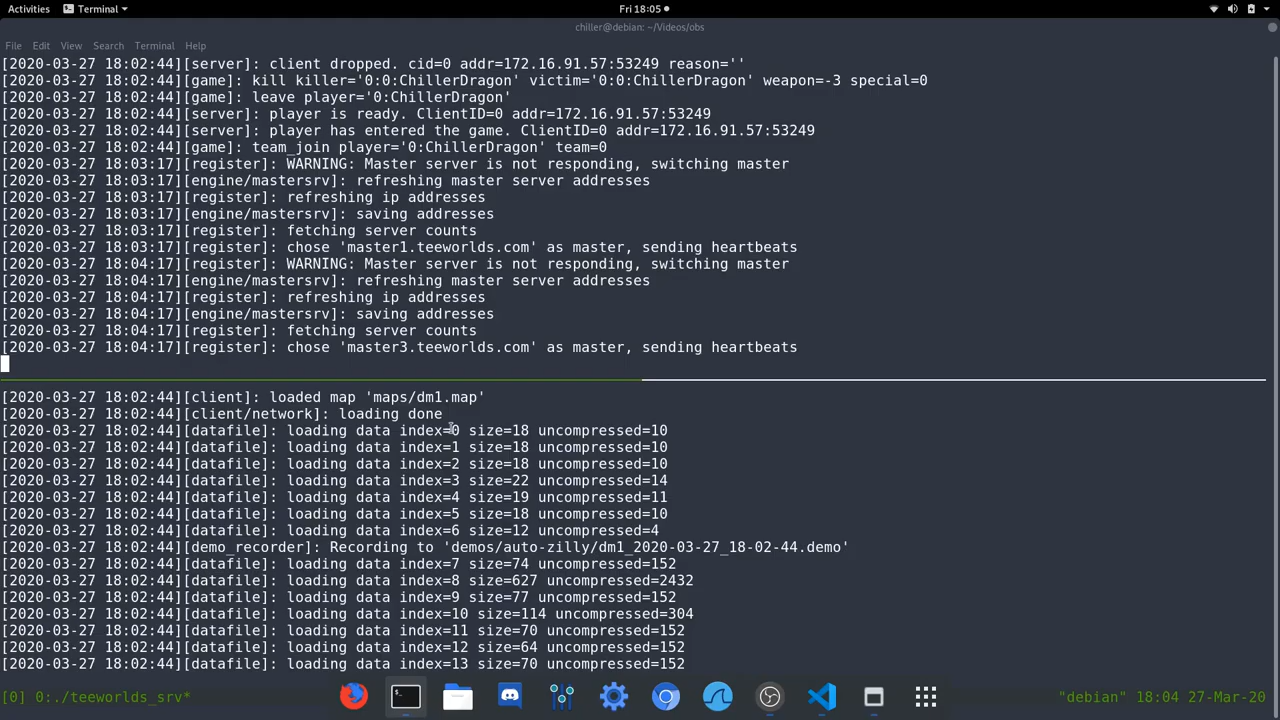 Activities Terminal Fri 18:05
chiller@debian: ~/Videos/obs
File Edit View Search Terminal Help
[2020-03-27 18:02:44][server]: client dropped. cid=0 addr=172.16.91.57:53249 reason=''
[2020-03-27 18:02:44][game]: kill killer='0:0:ChillerDragon' victim='0:0:ChillerDragon' weapon=-3 special=0
[2020-03-27 18:02:44][game]: leave player='0:ChillerDragon'
[2020-03-27 18:02:44][server]: player is ready. ClientID=0 addr=172.16.91.57:53249
[2020-03-27 18:02:44][server]: player has entered the game. ClientID=0 addr=172.16.91.57:53249
[2020-03-27 18:02:44][game]: team_join player='0:ChillerDragon' team=0
[2020-03-27 18:03:17][register]: WARNING: Master server is not responding, switching master
[2020-03-27 18:03:17][engine/mastersrv]: refreshing master server addresses
[2020-03-27 18:03:17][register]: refreshing ip addresses
[2020-03-27 18:03:17][engine/mastersrv]: saving addresses
[2020-03-27 18:03:17][register]: fetching server counts
[2020-03-27 18:03:17][register]: chose 'master1.teeworlds.com' as master, sending heartbeats
[2020-03-27 18:04:17][register]: WARNING: Master server is not responding, switching master
[2020-03-27 18:04:17][engine/mastersrv]: refreshing master server addresses
[2020-03-27 18:04:17][register]: refreshing ip addresses
[2020-03-27 18:04:17][engine/mastersrv]: saving addresses
[2020-03-27 18:04:17][register]: fetching server counts
[2020-03-27 18:04:17][register]: chose 'master3.teeworlds.com' as master, sending heartbeats
[2020-03-27 18:02:44][client]: loaded map 'maps/dm1.map'
[2020-03-27 18:02:44][client/network]: loading done
[2020-03-27 18:02:44][datafile]: loading data index=0 size=18 uncompressed=10
[2020-03-27 18:02:44][datafile]: loading data index=1 size=18 uncompressed=10
[2020-03-27 18:02:44][datafile]: loading data index=2 size=18 uncompressed=10
[2020-03-27 18:02:44][datafile]: loading data index=3 size=22 uncompressed=14
[2020-03-27 18:02:44][datafile]: loading data index=4 size=19 uncompressed=11
[2020-03-27 18:02:44][datafile]: loading data index=5 size=18 uncompressed=10
[2020-03-27 18:02:44][datafile]: loading data index=6 size=12 uncompressed=4
[2020-03-27 18:02:44][demo_recorder]: Recording to 'demos/auto-zilly/dm1_2020-03-27_18-02-44.demo'
[2020-03-27 18:02:44][datafile]: loading data index=7 size=74 uncompressed=152
[2020-03-27 18:02:44][datafile]: loading data index=8 size=627 uncompressed=2432
[2020-03-27 18:02:44][datafile]: loading data index=9 size=77 uncompressed=152
[2020-03-27 18:02:44][datafile]: loading data index=10 size=114 uncompressed=304
[2020-03-27 18:02:44][datafile]: loading data index=11 size=70 uncompressed=152
[2020-03-27 18:02:44][datafile]: loading data index=12 size=64 uncompressed=152
[2020-03-27 18:02:44][datafile]: loading data index=13 size=70 uncompressed=152
[0] 0:./teeworlds_srv* "debian" 18:04 27-Mar-20